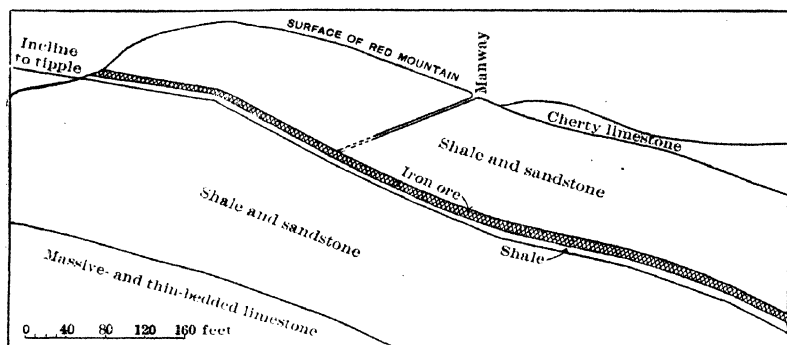 SURFACE OF RED MOUNTAIN
Manway
Incline
to tipple
Cherty limestone
Shale and sandstone
Iron ore
Shale and sandstone
Shale
Massive- and thin-bedded limestone
0 40 80 120 160 feet